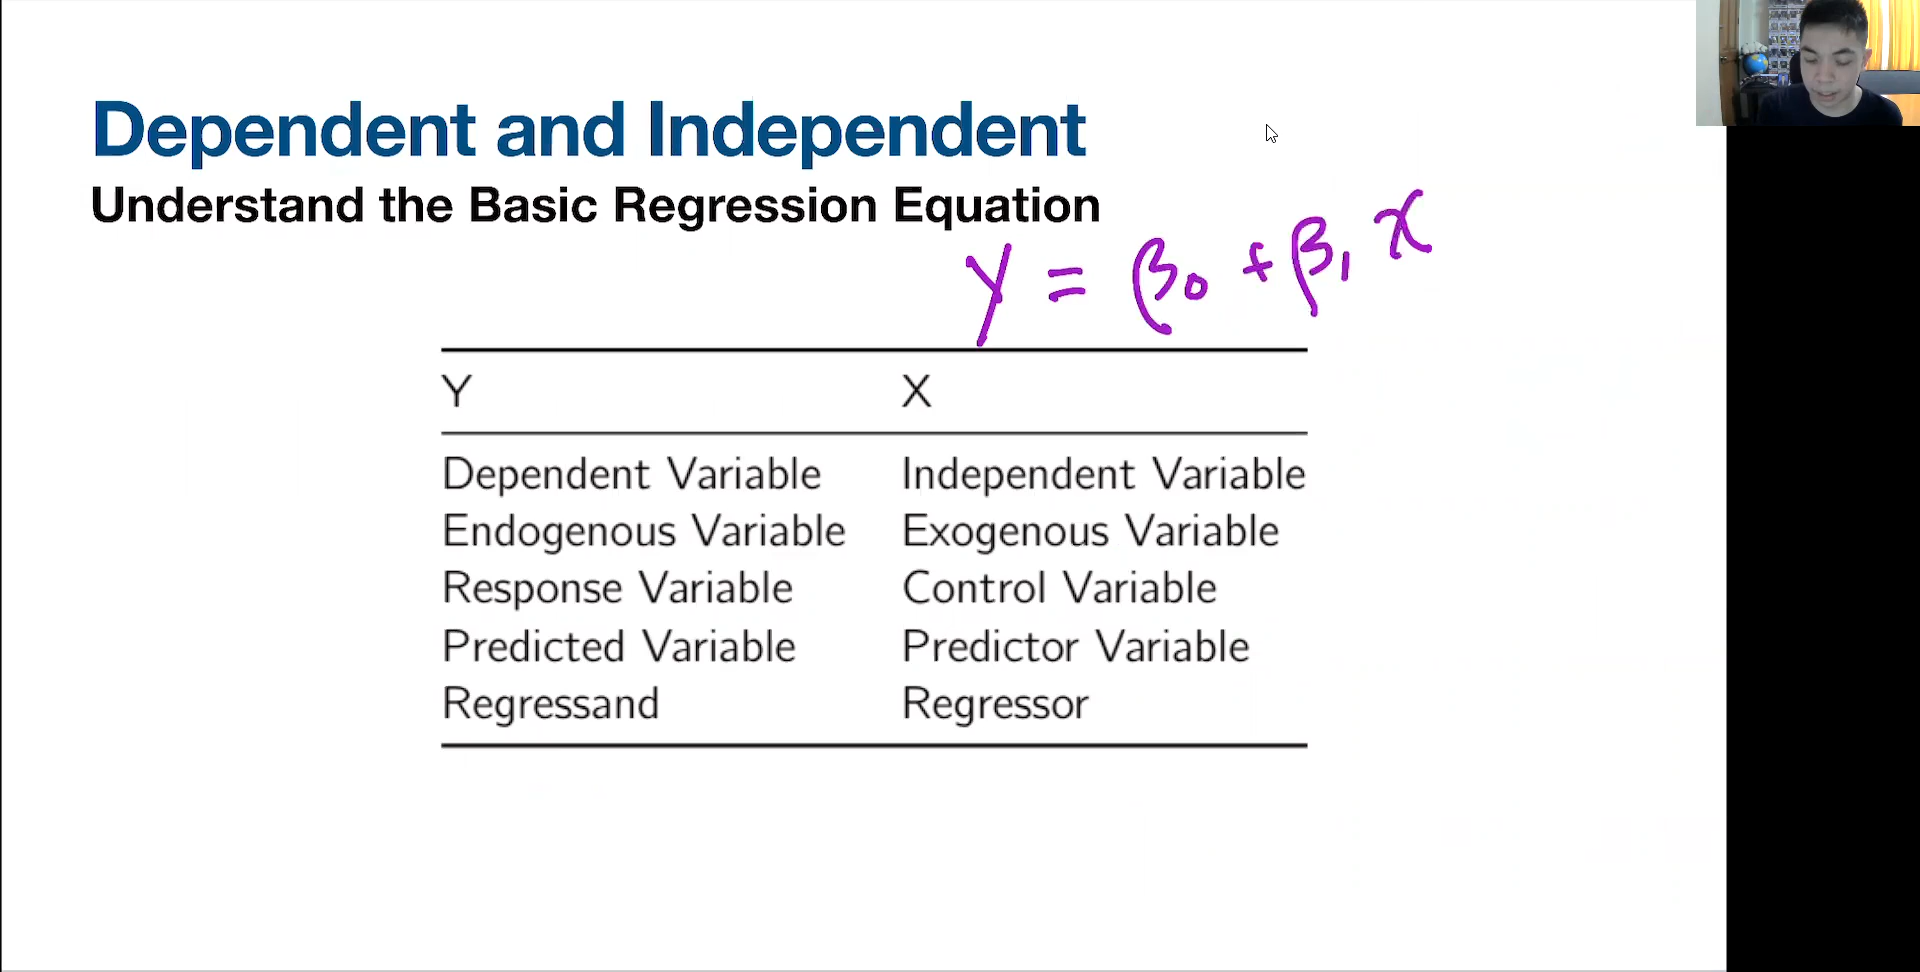 Dependent and Independent
Understand the Basic Regression Equation
y = β0 + β1 x
Y X
Dependent Variable Independent Variable
Endogenous Variable Exogenous Variable
Response Variable Control Variable
Predicted Variable Predictor Variable
Regressand Regressor